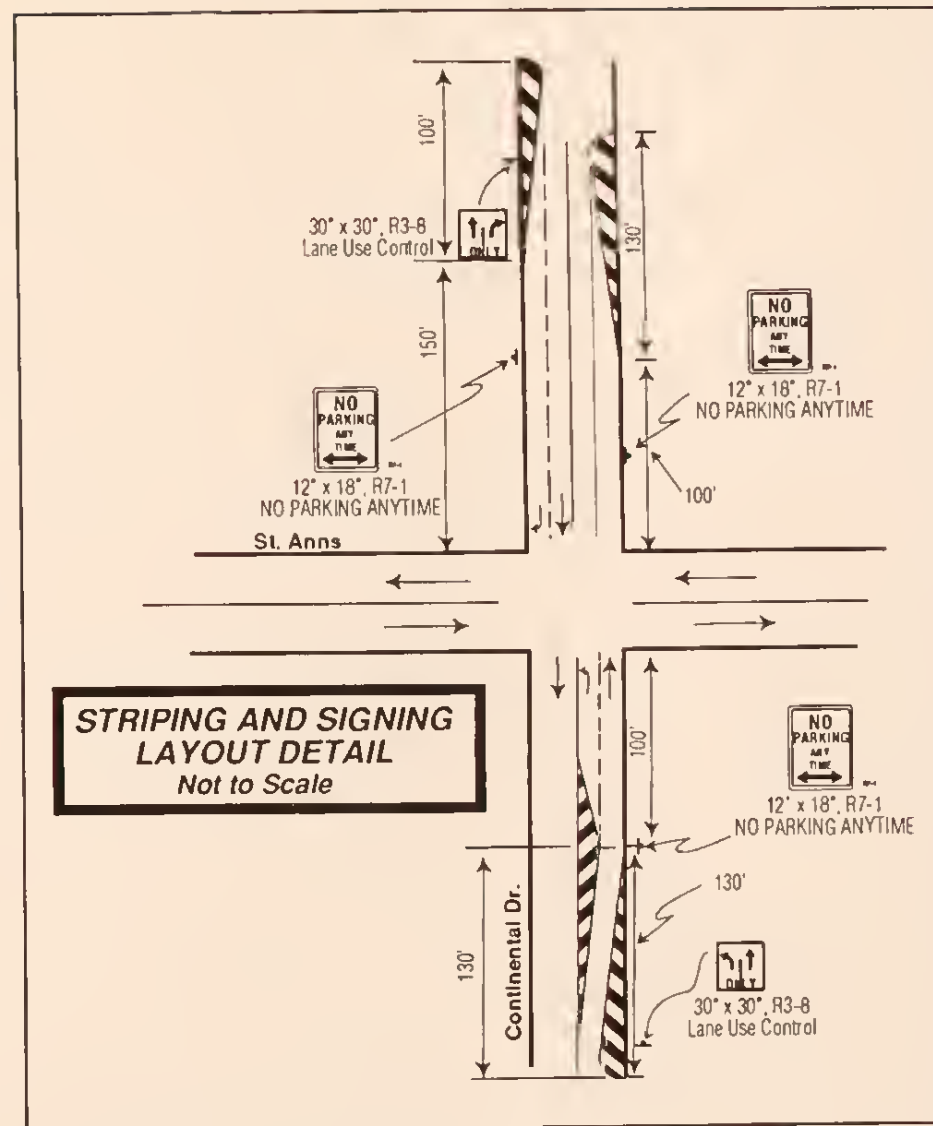 100'
30" x 30", R3-8
Lane Use Control
ONLY
150'
130'
NO
PARKING
ANY
TIME
12" x 18", R7-1
NO PARKING ANYTIME
100'
NO
PARKING
ANY
TIME
12" x 18", R7-1
NO PARKING ANYTIME
St. Anns
STRIPING AND SIGNING
LAYOUT DETAIL
Not to Scale
100'
NO
PARKING
ANY
TIME
12" x 18", R7-1
NO PARKING ANYTIME
130'
Continental Dr.
130'
ONLY
30" x 30", R3-8
Lane Use Control